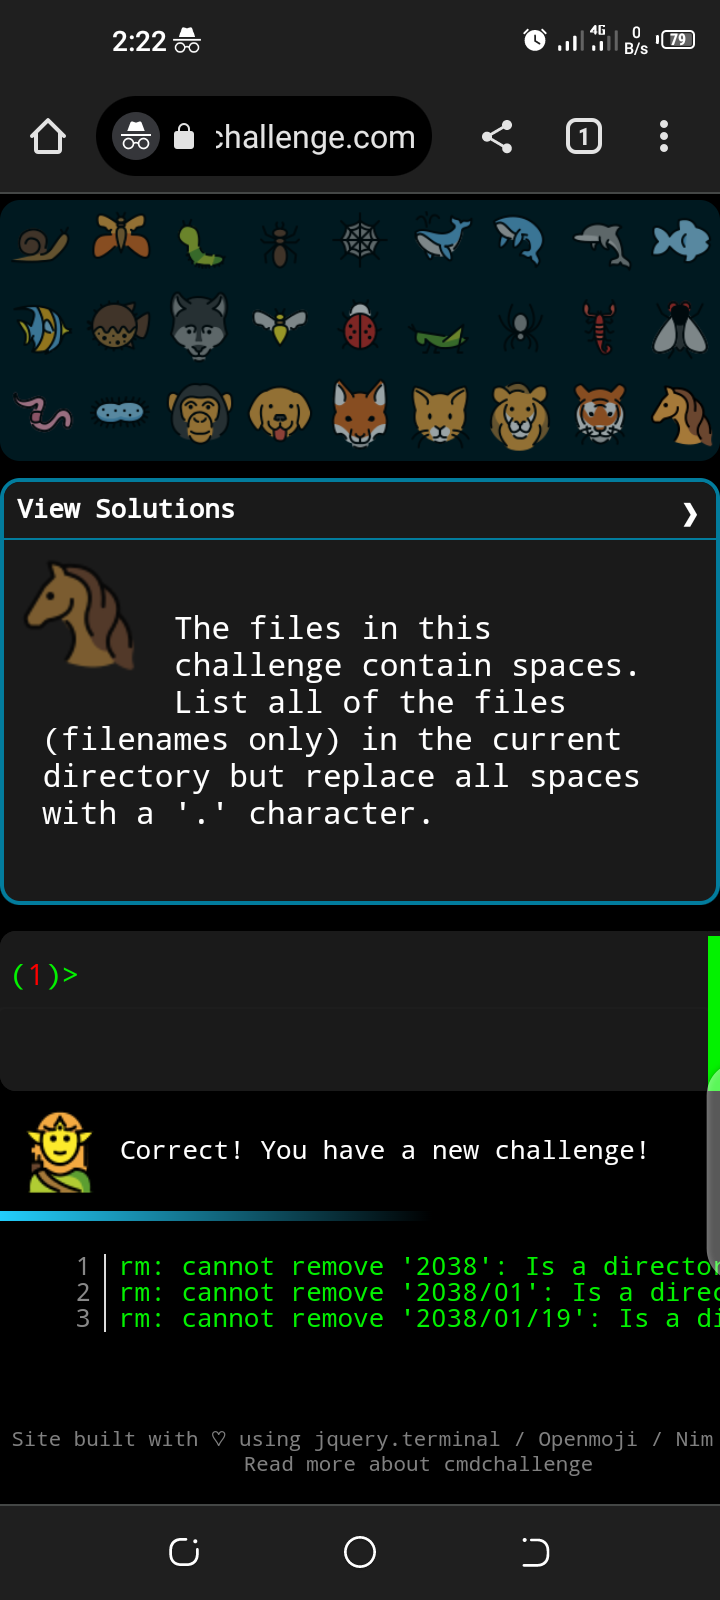 2:22
4G
0
B/s
79
challenge.com
1
View Solutions ❯
The files in this
challenge contain spaces.
List all of the files
(filenames only) in the current
directory but replace all spaces
with a '.' character.
(1)>
Correct! You have a new challenge!
1 rm: cannot remove '2038': Is a director
2 rm: cannot remove '2038/01': Is a direc
3 rm: cannot remove '2038/01/19': Is a di
Site built with ♡ using jquery.terminal / Openmoji / Nim
Read more about cmdchallenge